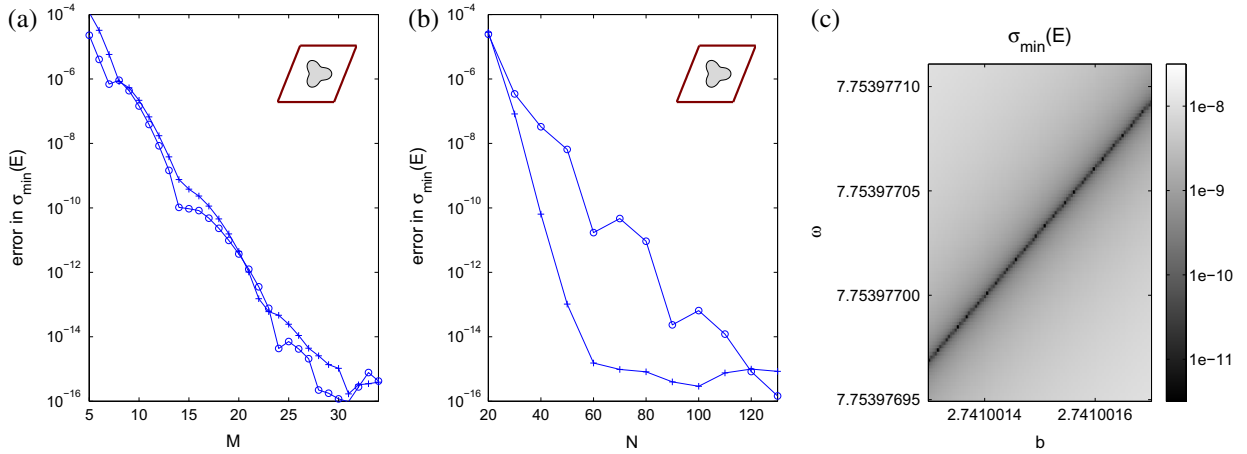 (a)
10^-4
10^-6
10^-8
10^-10
10^-12
10^-14
10^-16
error in σ_min(E)
5 10 15 20 25 30
M
(b)
10^-4
10^-6
10^-8
10^-10
10^-12
10^-14
10^-16
error in σ_min(E)
20 40 60 80 100 120
N
(c)
σ_min(E)
7.75397710
7.75397705
7.75397700
7.75397695
ω
2.7410014 2.7410016
b
1e-8
1e-9
1e-10
1e-11